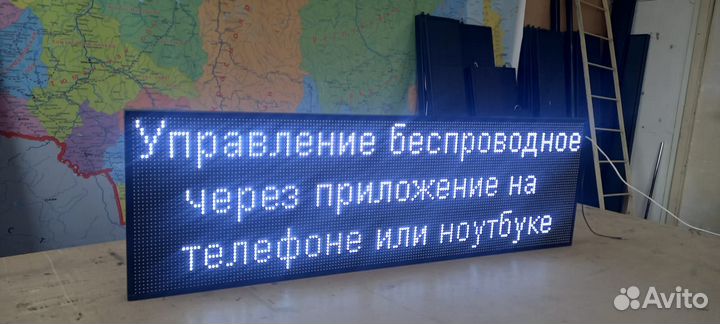 Управление беспроводное
через приложение на
телефоне или ноутбуке
Avito